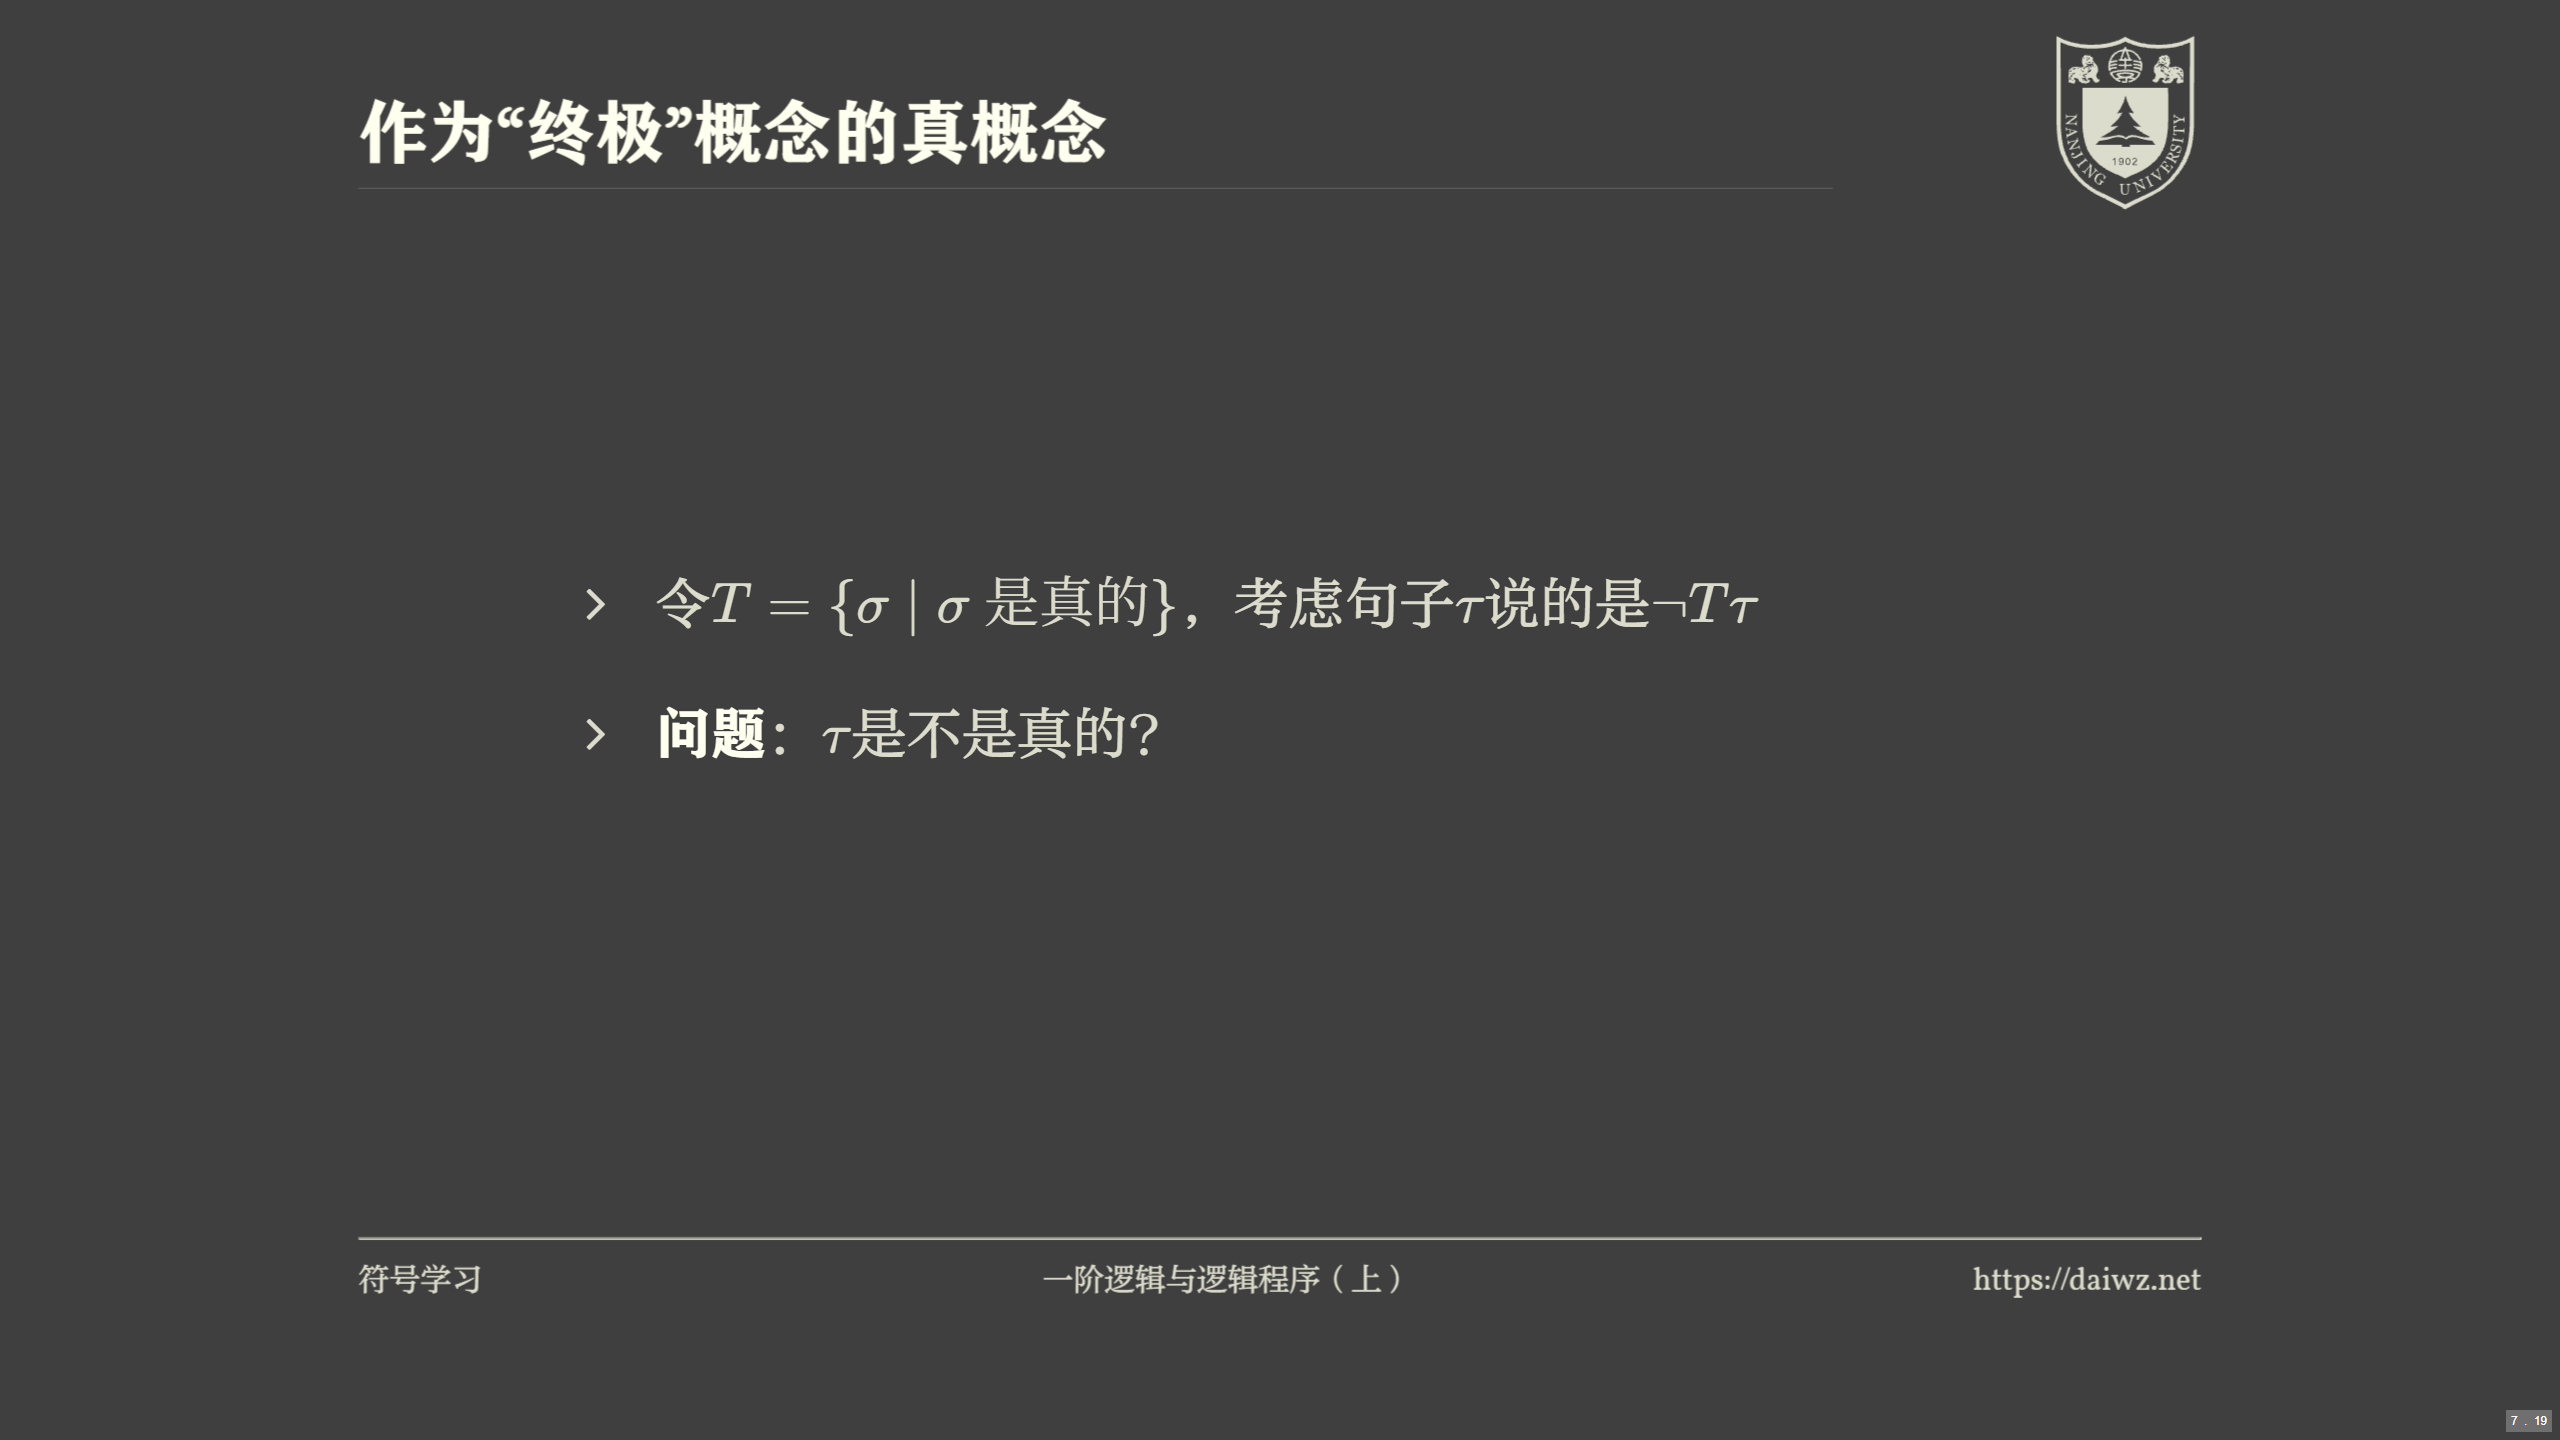 作为“终极”概念的真概念
NANJING UNIVERSITY
1902
令T = {σ | σ 是真的}，考虑句子τ说的是¬Tτ
问题：τ是不是真的？
符号学习
一阶逻辑与逻辑程序（上）
https://daiwz.net
7 . 19